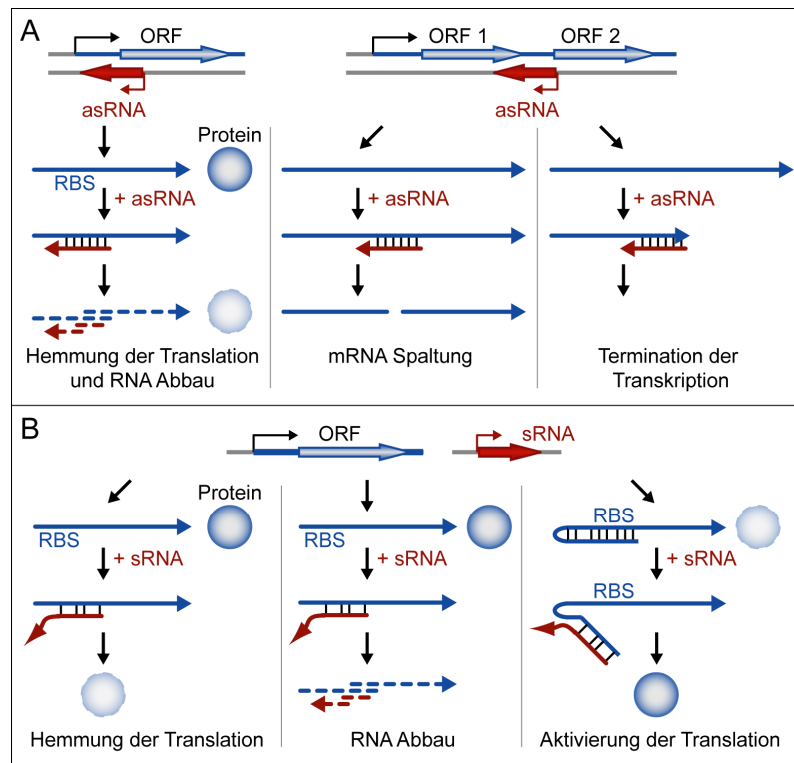 A
ORF
asRNA
ORF 1 ORF 2
asRNA
Protein
RBS
+ asRNA
Hemmung der Translation
und RNA Abbau
+ asRNA
mRNA Spaltung
+ asRNA
Termination der
Transkription
B
ORF
sRNA
Protein
RBS
+ sRNA
Hemmung der Translation
RBS
+ sRNA
RNA Abbau
RBS
+ sRNA
RBS
Aktivierung der Translation